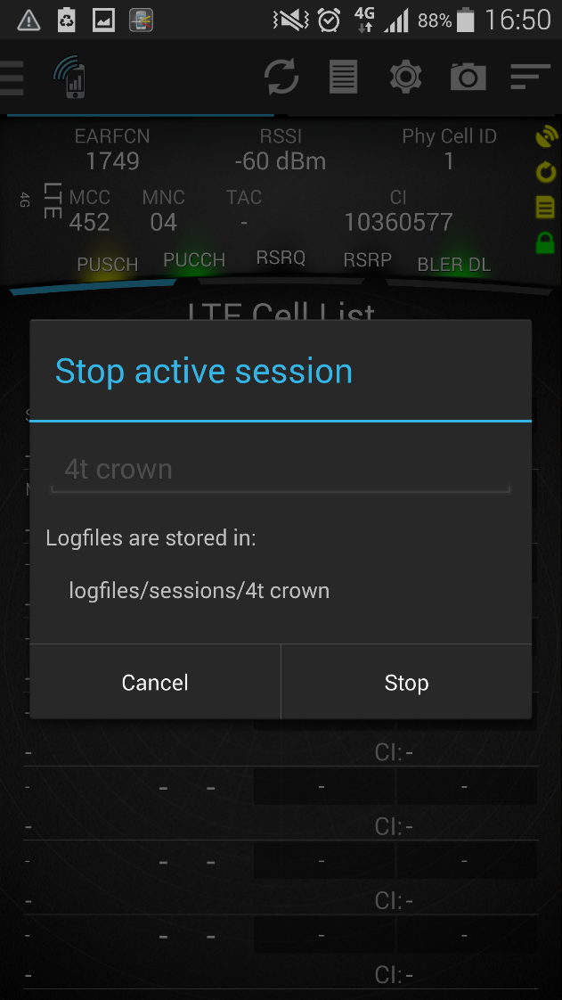 4G 88% 16:50
EARFCN RSSI Phy Cell ID
1749 -60 dBm 1
4G LTE MCC MNC TAC CI
452 04 - 10360577
PUSCH PUCCH RSRQ RSRP BLER DL
LTE Cell List
Stop active session
4t crown
Logfiles are stored in:
logfiles/sessions/4t crown
Cancel Stop
- CI:-
- - - - -
- CI:-
- - - - -
- CI:-
- - - - -
- CI:-